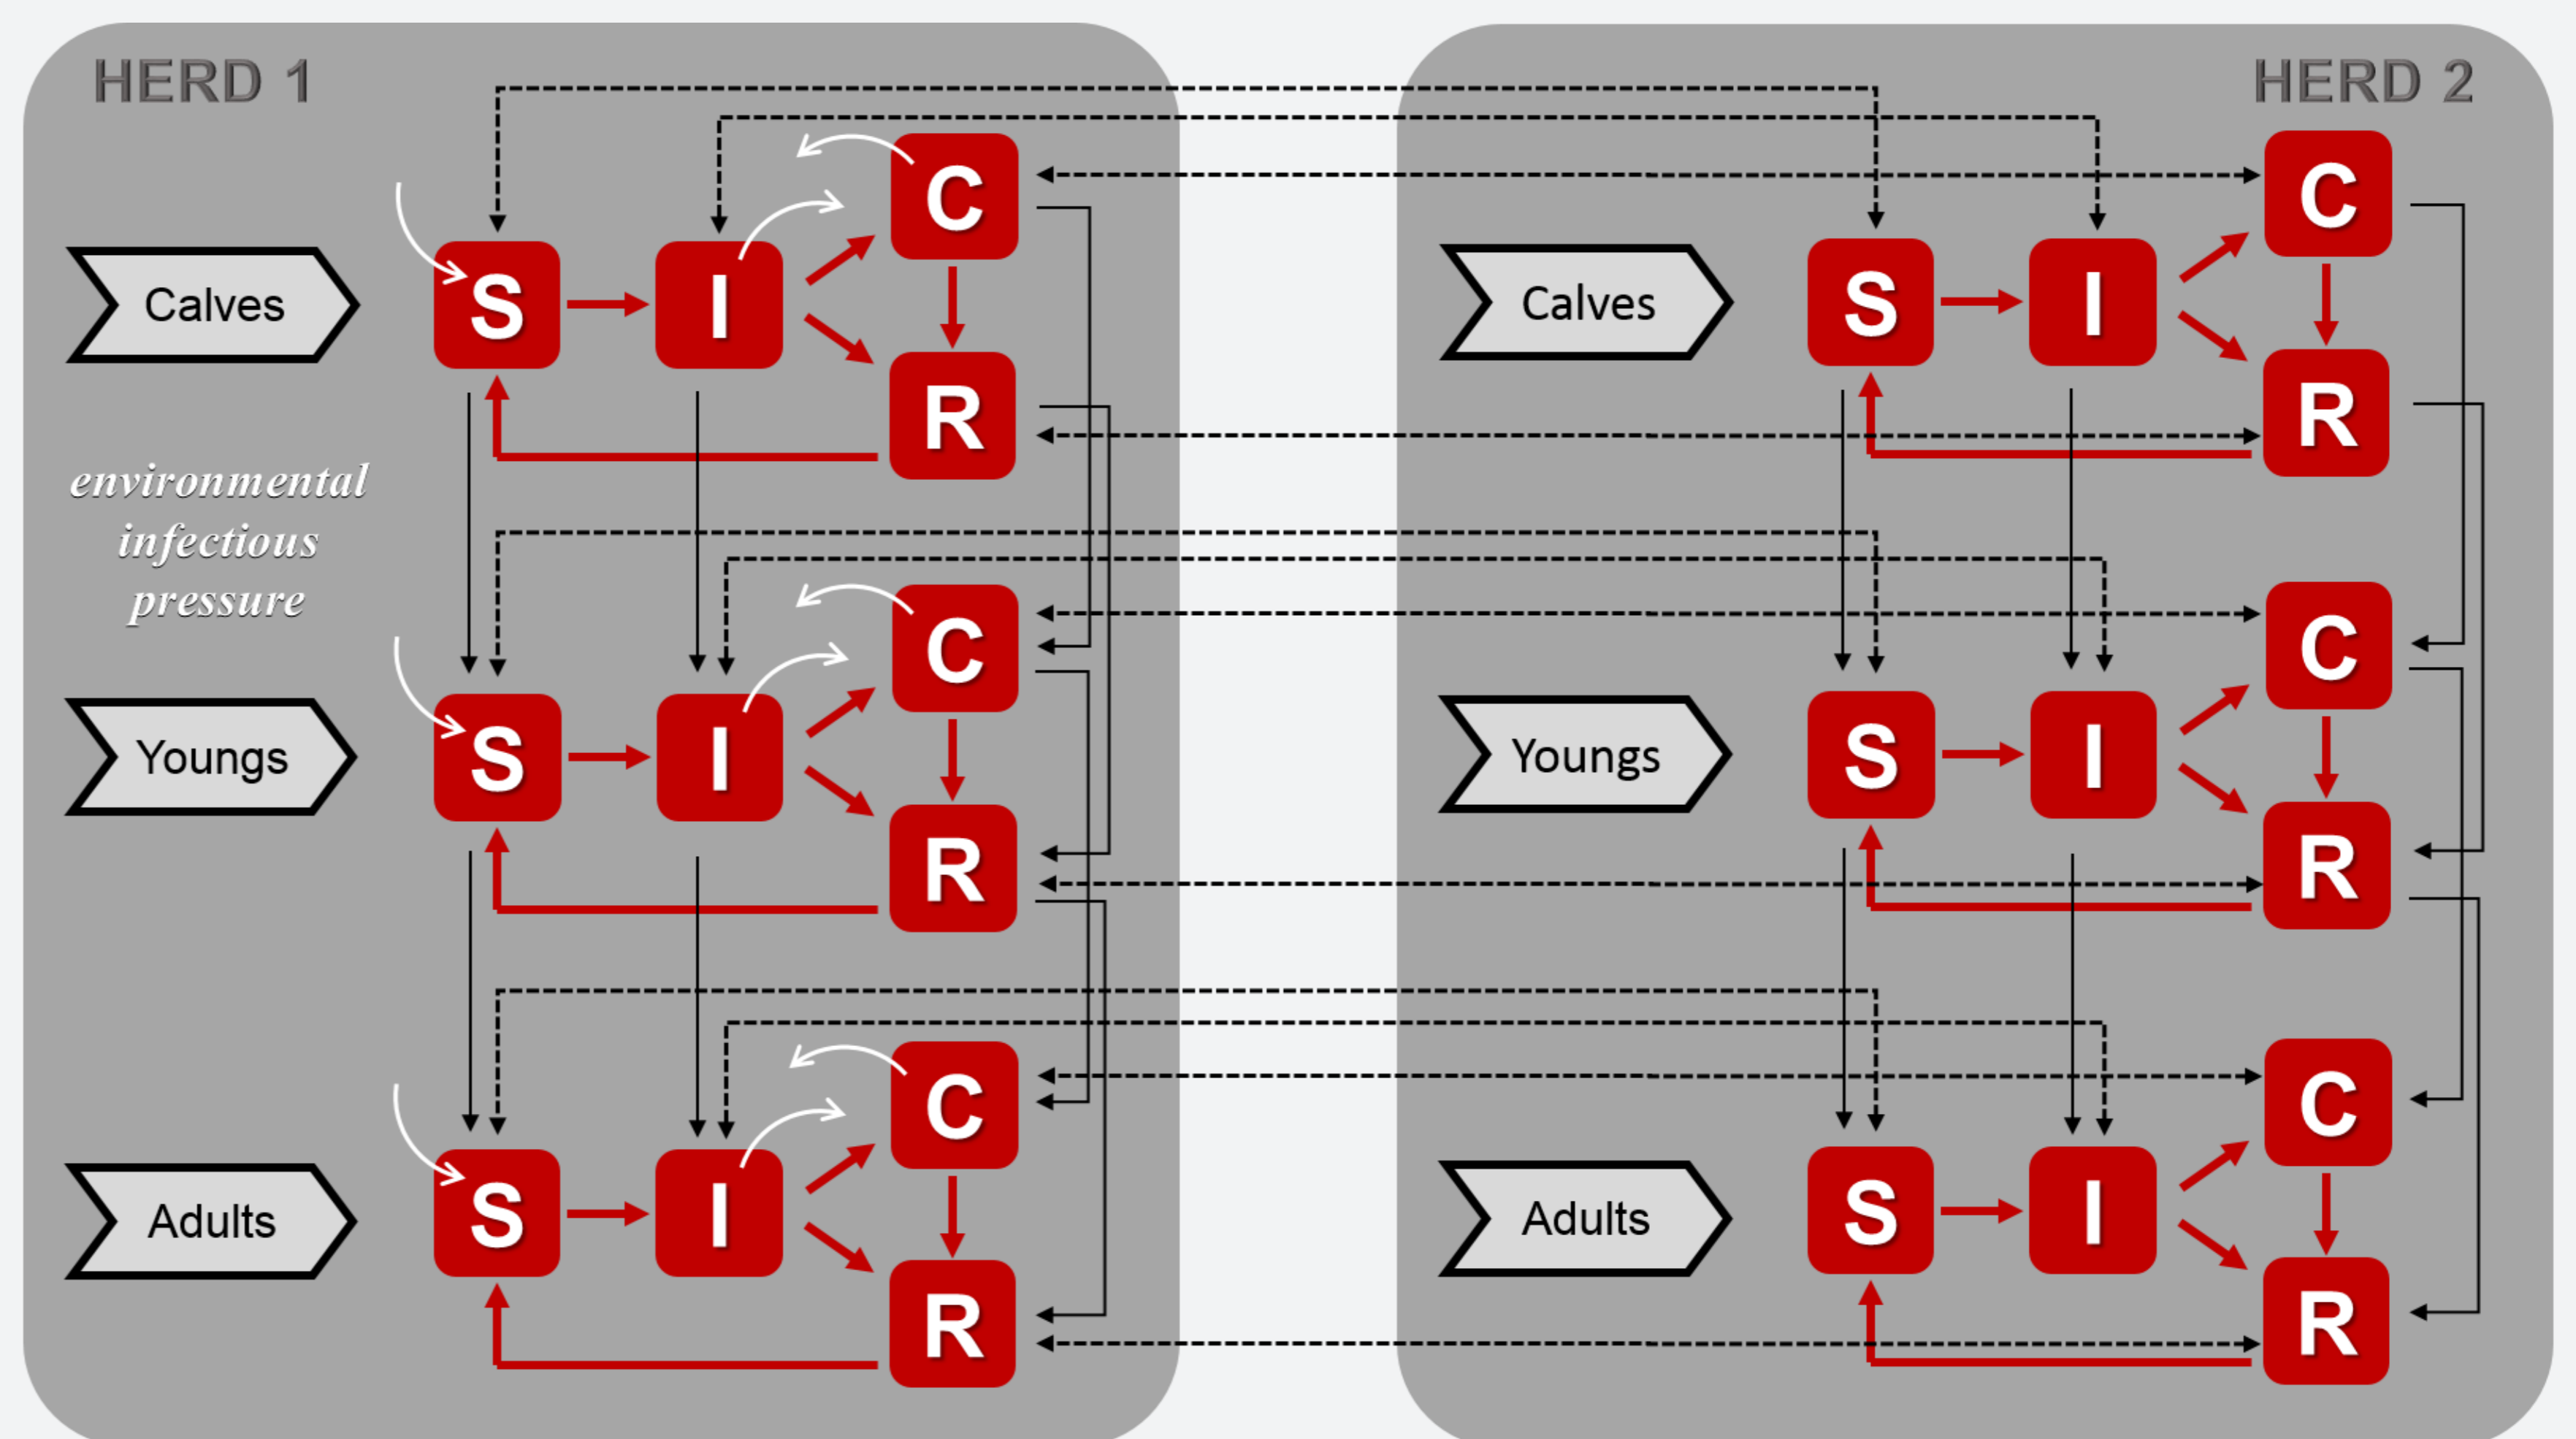 HERD 1
HERD 2
C
C
Calves
S
I
Calves
S
I
R
R
environmental
infectious
pressure
C
C
Youngs
S
I
Youngs
S
I
R
R
C
C
Adults
S
I
Adults
S
I
R
R